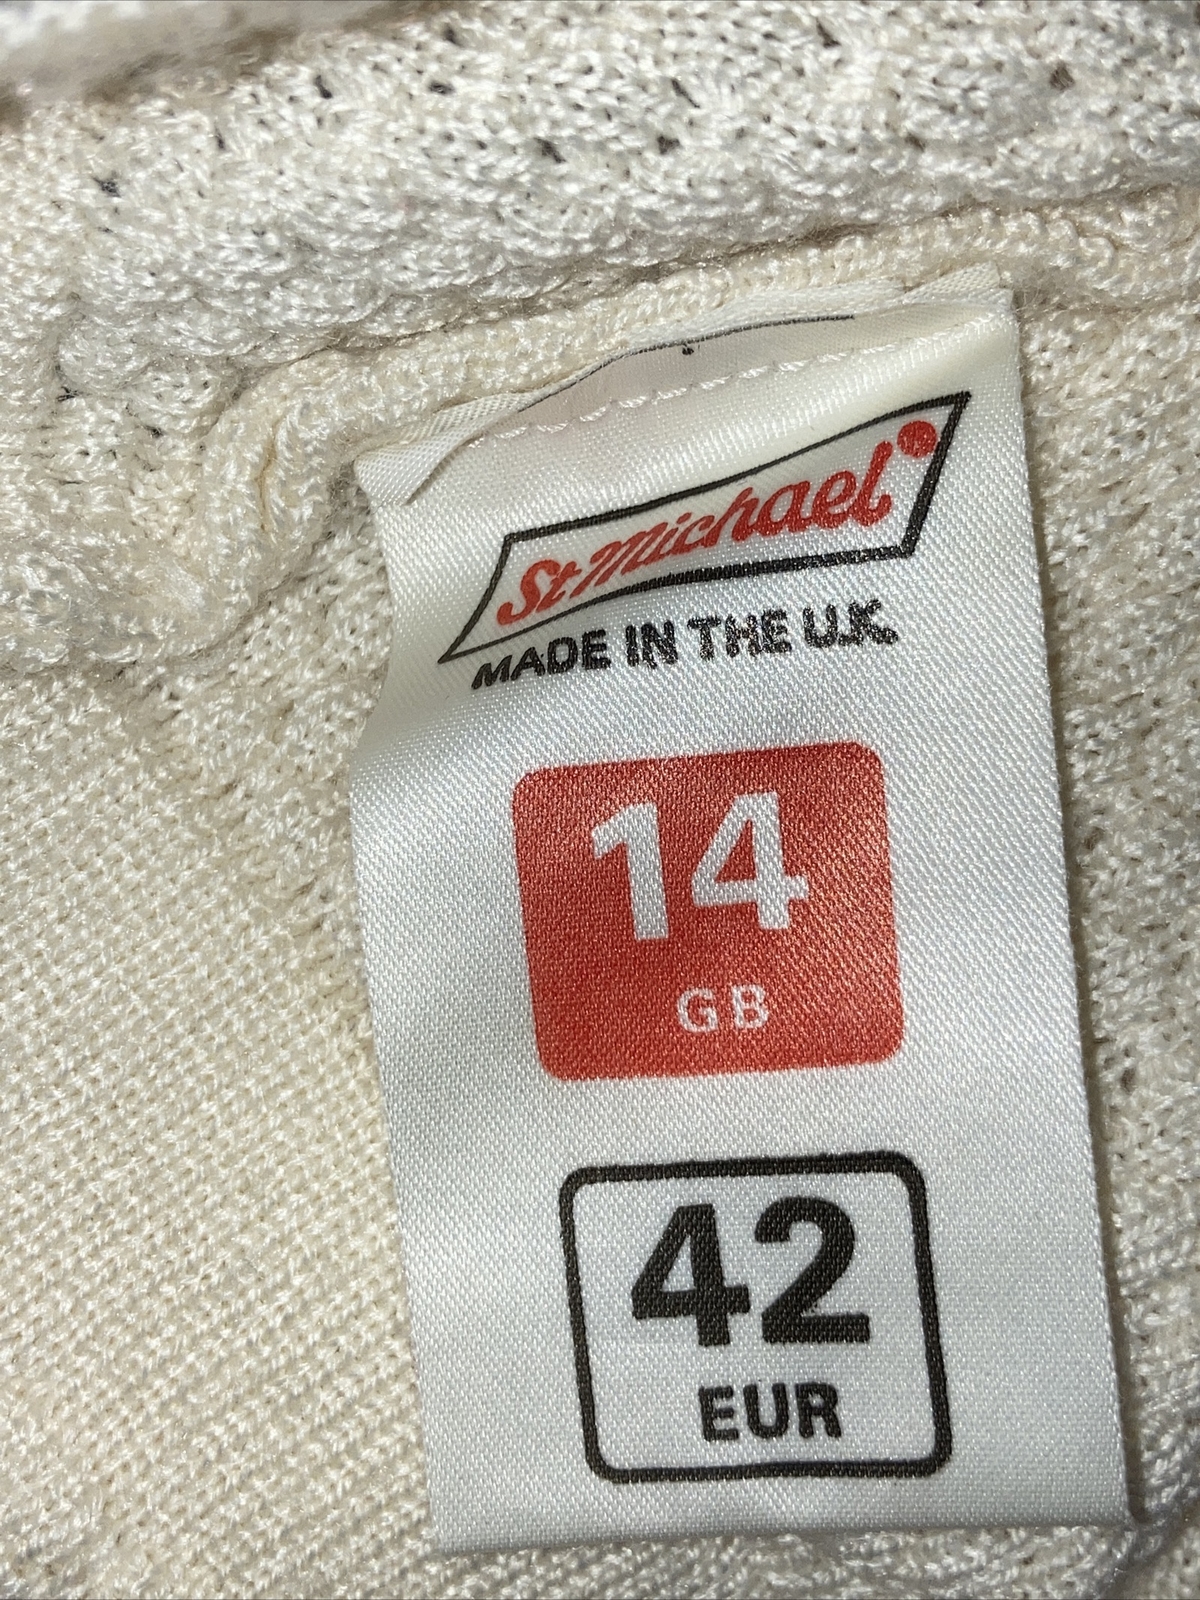 St Michael
MADE IN THE U.K.
14
GB
42
EUR